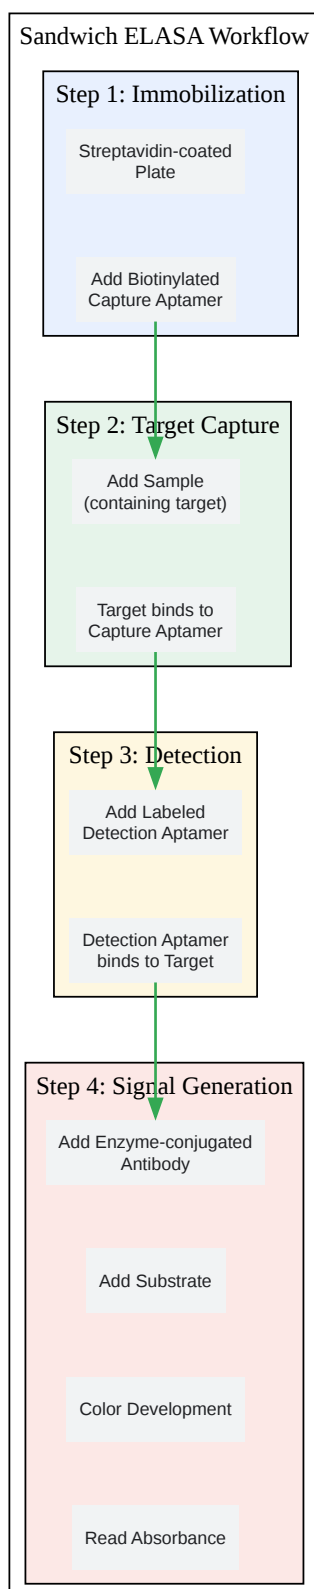 Sandwich ELASA Workflow
Step 1: Immobilization
Streptavidin-coated
Plate
Add Biotinylated
Capture Aptamer
Step 2: Target Capture
Add Sample
(containing target)
Target binds to
Capture Aptamer
Step 3: Detection
Add Labeled
Detection Aptamer
Detection Aptamer
binds to Target
Step 4: Signal Generation
Add Enzyme-conjugated
Antibody
Add Substrate
Color Development
Read Absorbance